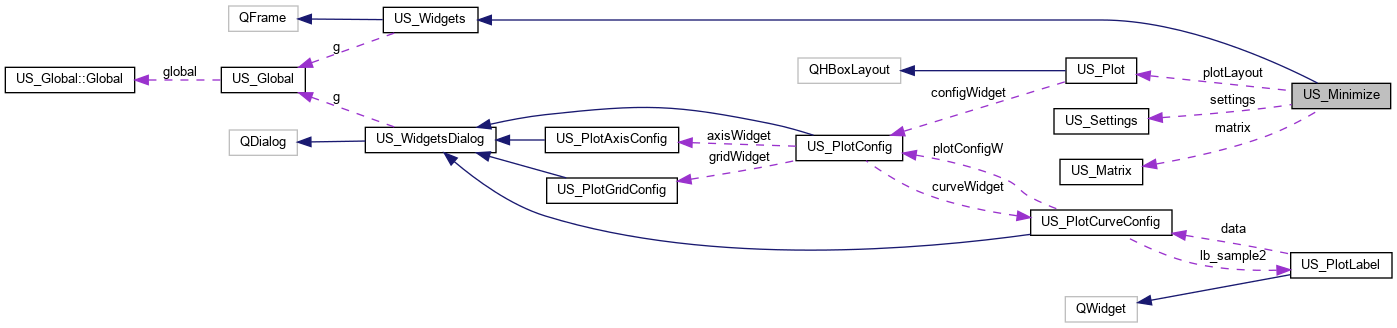 QFrame
US_Widgets
g
US_Global::Global
global
US_Global
g
QDialog
US_WidgetsDialog
US_PlotAxisConfig
US_PlotGridConfig
axisWidget
gridWidget
QHBoxLayout
US_Plot
configWidget
US_PlotConfig
plotConfigW
curveWidget
plotLayout
settings
matrix
US_Minimize
US_Settings
US_Matrix
US_PlotCurveConfig
data
lb_sample2
US_PlotLabel
QWidget